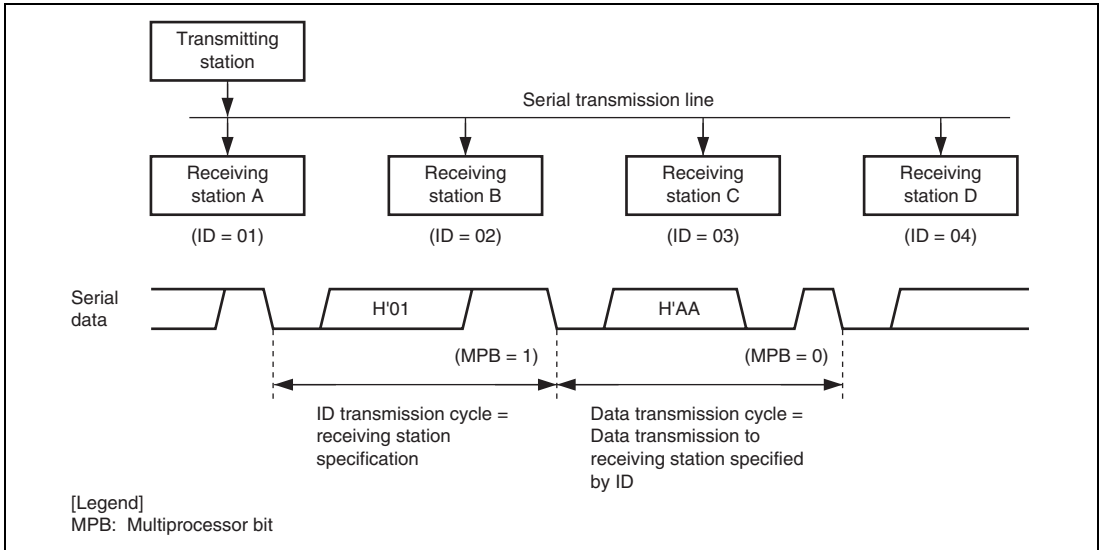 Transmitting
station
Serial transmission line
Receiving
station A
Receiving
station B
Receiving
station C
Receiving
station D
(ID = 01)
(ID = 02)
(ID = 03)
(ID = 04)
Serial
data
H'01
H'AA
(MPB = 1)
(MPB = 0)
ID transmission cycle =
receiving station
specification
Data transmission cycle =
Data transmission to
receiving station specified
by ID
[Legend]
MPB: Multiprocessor bit